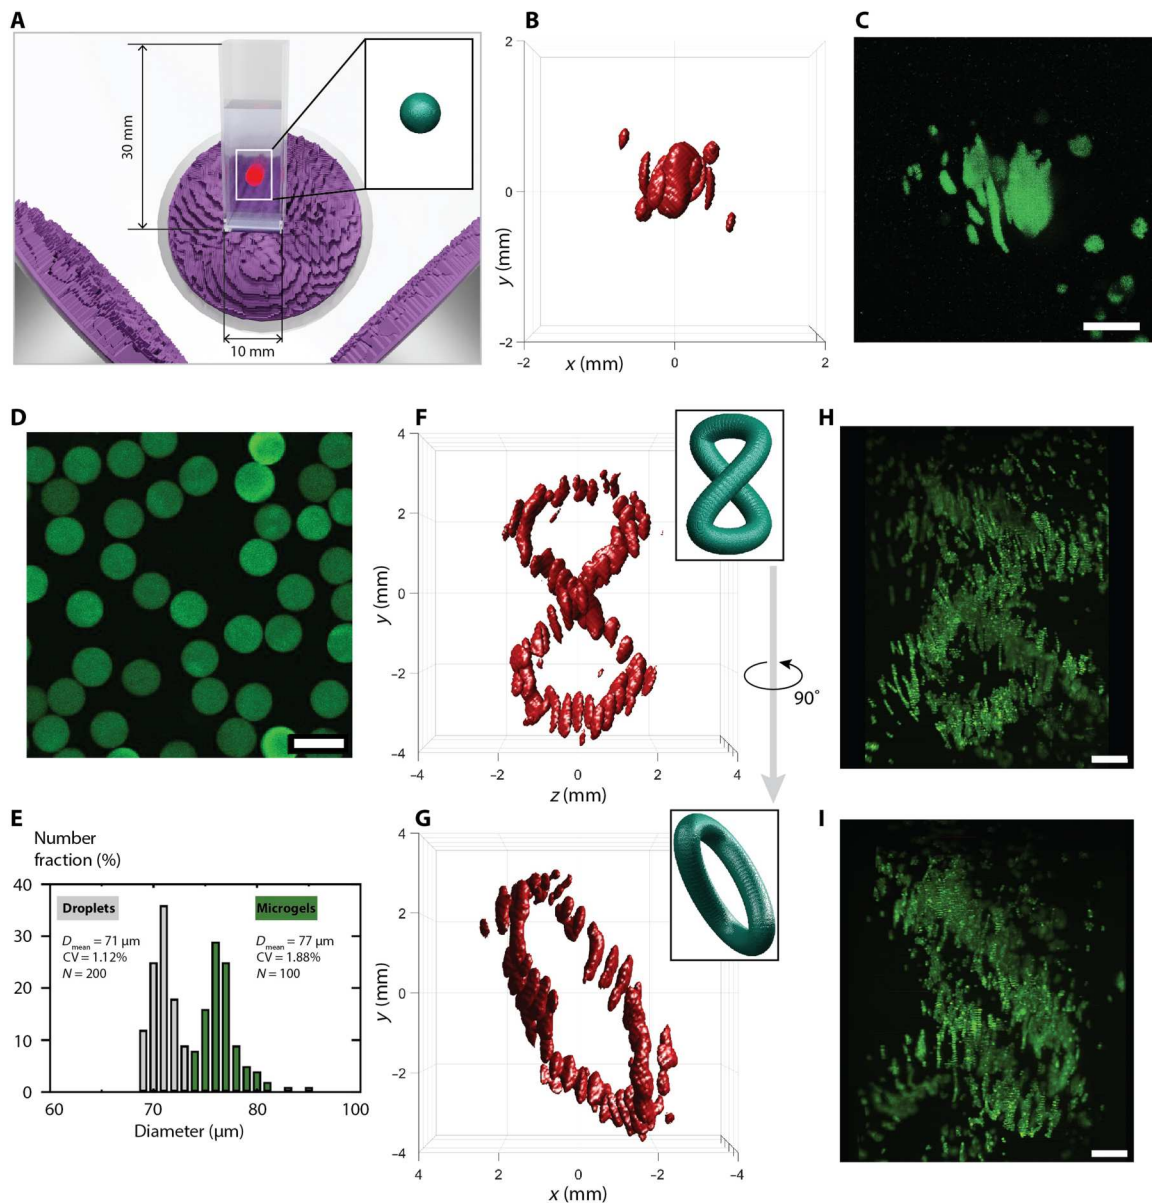 A
30 mm
10 mm
B
2
0
−2
y (mm)
−2
x (mm)
0
2
C
D
E
Number
fraction (%)
40
30
20
10
0
Droplets
Dmean = 71 µm
CV = 1.12%
N = 200
Microgels
Dmean = 77 µm
CV = 1.88%
N = 100
60
70
80
100
Diameter (µm)
F
4
2
0
−2
−4
y (mm)
−4
−2
0
2
4
z (mm)
90˚
G
4
2
0
−2
−4
y (mm)
4
2
0
−2
−4
x (mm)
H
I